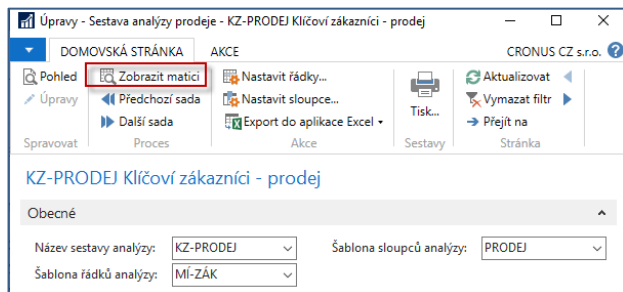 Úpravy - Sestava analýzy prodeje - KZ-PRODEJ Klíčoví zákazníci - prodej
DOMOVSKÁ STRÁNKA AKCE CRONUS CZ s.r.o.
Pohled Zobrazit matici Nastavit řádky... Aktualizovat
Úpravy Předchozí sada Nastavit sloupce... Tisk... Vymazat filtr
Další sada Export do aplikace Excel Přejít na
Spravovat Proces Akce Sestavy Stránka
KZ-PRODEJ Klíčoví zákazníci - prodej
Obecné
Název sestavy analýzy: KZ-PRODEJ Šablona sloupců analýzy: PRODEJ
Šablona řádků analýzy: MÍ-ZÁK